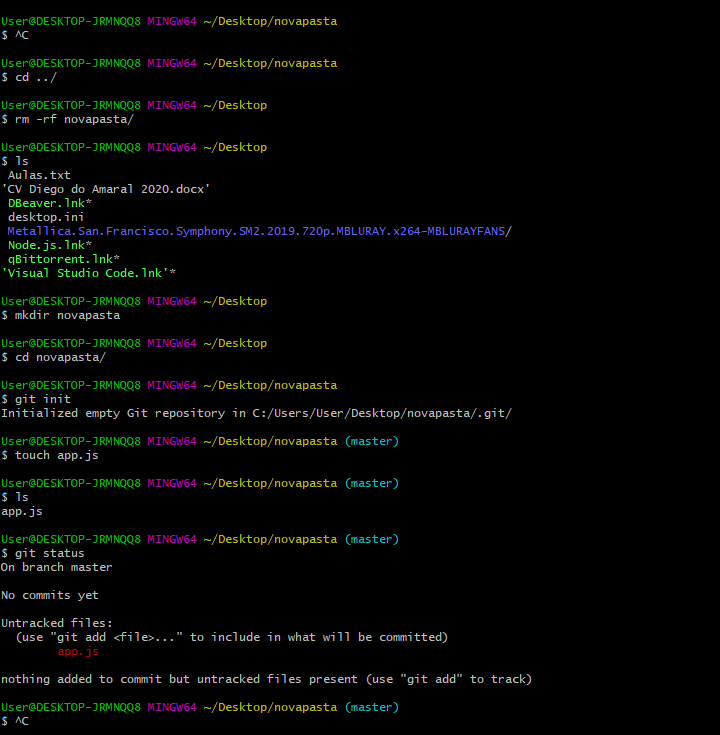 User@DESKTOP-JRMNQQ8 MINGW64 ~/Desktop/novapasta
$ ^C
User@DESKTOP-JRMNQQ8 MINGW64 ~/Desktop/novapasta
$ cd ../
User@DESKTOP-JRMNQQ8 MINGW64 ~/Desktop
$ rm -rf novapasta/
User@DESKTOP-JRMNQQ8 MINGW64 ~/Desktop
$ ls
 Aulas.txt
'CV Diego do Amaral 2020.docx'
 DBeaver.lnk*
 desktop.ini
 Metallica.San.Francisco.Symphony.SM2.2019.720p.MBLURAY.x264-MBLURAYFANS/
 Node.js.lnk*
 qBittorrent.lnk*
'Visual Studio Code.lnk'*
User@DESKTOP-JRMNQQ8 MINGW64 ~/Desktop
$ mkdir novapasta
User@DESKTOP-JRMNQQ8 MINGW64 ~/Desktop
$ cd novapasta/
User@DESKTOP-JRMNQQ8 MINGW64 ~/Desktop/novapasta
$ git init
Initialized empty Git repository in C:/Users/User/Desktop/novapasta/.git/
User@DESKTOP-JRMNQQ8 MINGW64 ~/Desktop/novapasta (master)
$ touch app.js
User@DESKTOP-JRMNQQ8 MINGW64 ~/Desktop/novapasta (master)
$ ls
app.js
User@DESKTOP-JRMNQQ8 MINGW64 ~/Desktop/novapasta (master)
$ git status
On branch master
No commits yet
Untracked files:
  (use "git add <file>..." to include in what will be committed)
        app.js
nothing added to commit but untracked files present (use "git add" to track)
User@DESKTOP-JRMNQQ8 MINGW64 ~/Desktop/novapasta (master)
$ ^C